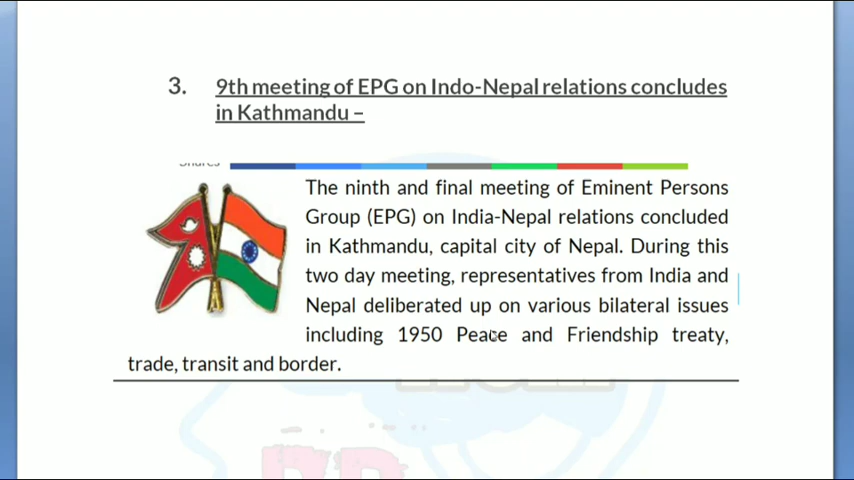 3. 9th meeting of EPG on Indo-Nepal relations concludes
in Kathmandu –
Shares
The ninth and final meeting of Eminent Persons
Group (EPG) on India-Nepal relations concluded
in Kathmandu, capital city of Nepal. During this
two day meeting, representatives from India and
Nepal deliberated up on various bilateral issues
including 1950 Peace and Friendship treaty,
trade, transit and border.